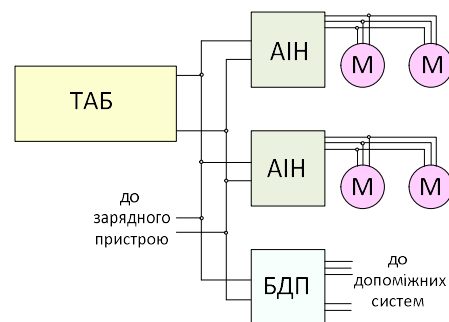 ТАБ
АІН
М
М
АІН
М
М
до
зарядного
пристрою
БДП
до
допоміжних
систем